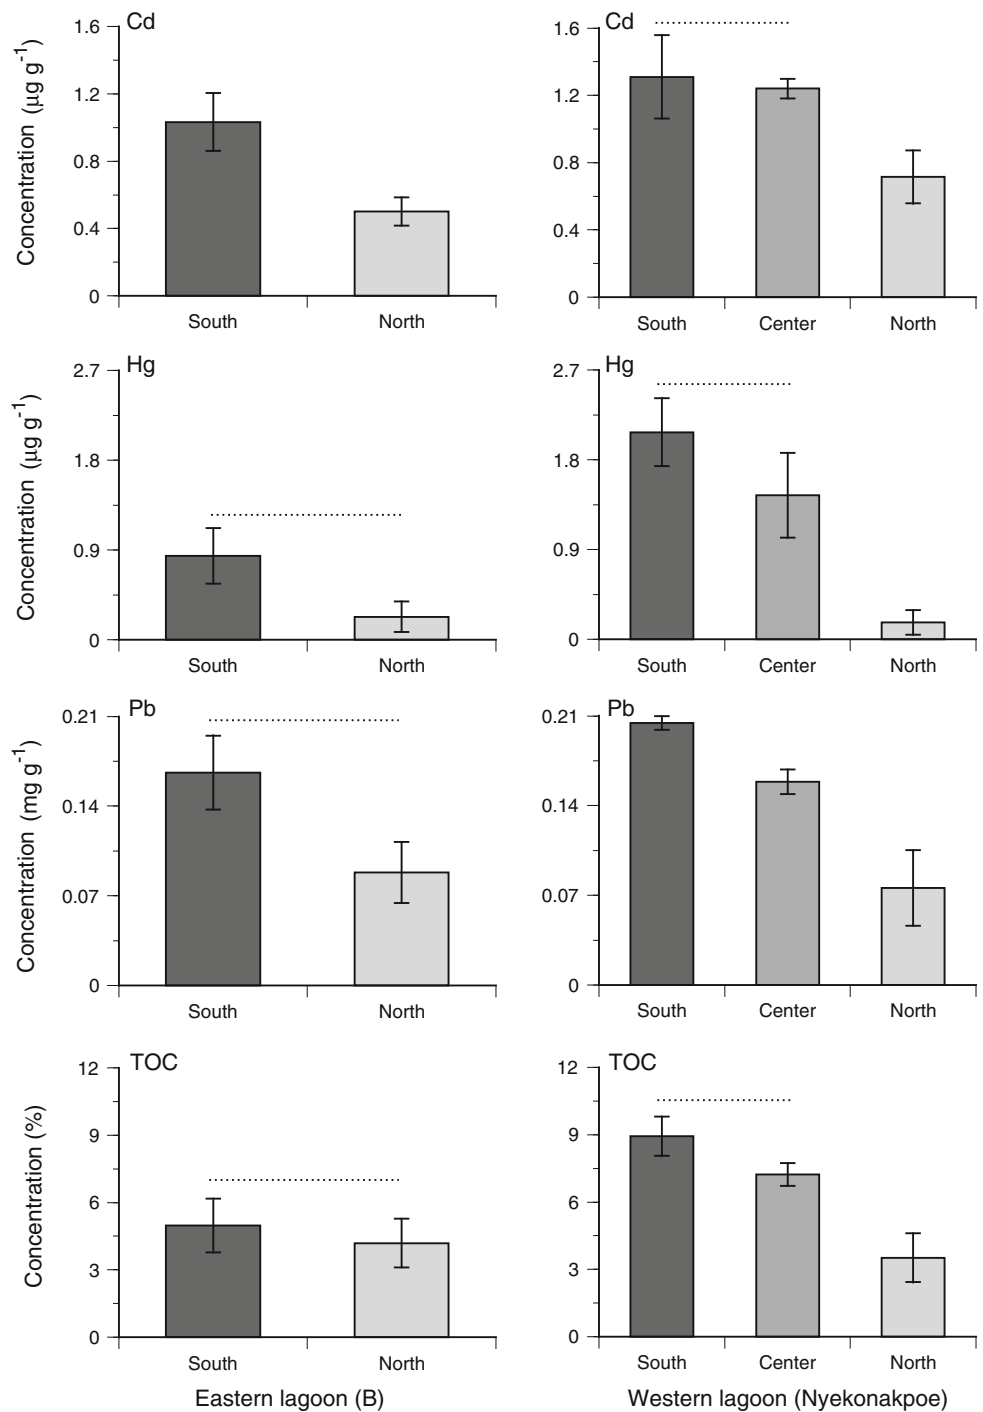 Cd
Concentration (µg g-1)
1.6
1.2
0.8
0.4
0
South North
Cd
1.6
1.2
0.8
0.4
0
South Center North
Hg
Concentration (µg g-1)
2.7
1.8
0.9
0
South North
Hg
2.7
1.8
0.9
0
South Center North
Pb
Concentration (mg g-1)
0.21
0.14
0.07
0
South North
Pb
0.21
0.14
0.07
0
South Center North
TOC
Concentration (%)
12
9
6
3
0
South North
Eastern lagoon (B)
TOC
12
9
6
3
0
South Center North
Western lagoon (Nyekonakpoe)